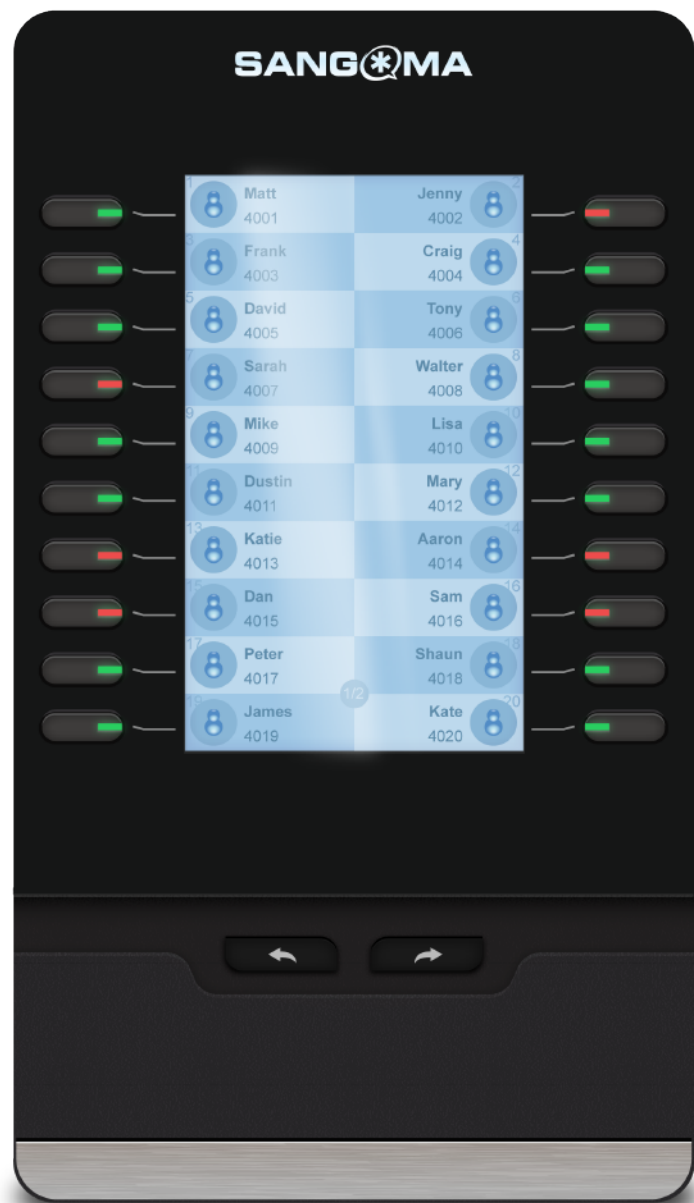 SANGOMA
1 Matt Jenny 2
4001 4002
3 Frank Craig 4
4003 4004
5 David Tony 6
4005 4006
7 Sarah Walter 8
4007 4008
9 Mike Lisa 10
4009 4010
11 Dustin Mary 12
4011 4012
13 Katie Aaron 14
4013 4014
15 Dan Sam 16
4015 4016
17 Peter Shaun 18
4017 4018
1/2
19 James Kate 20
4019 4020